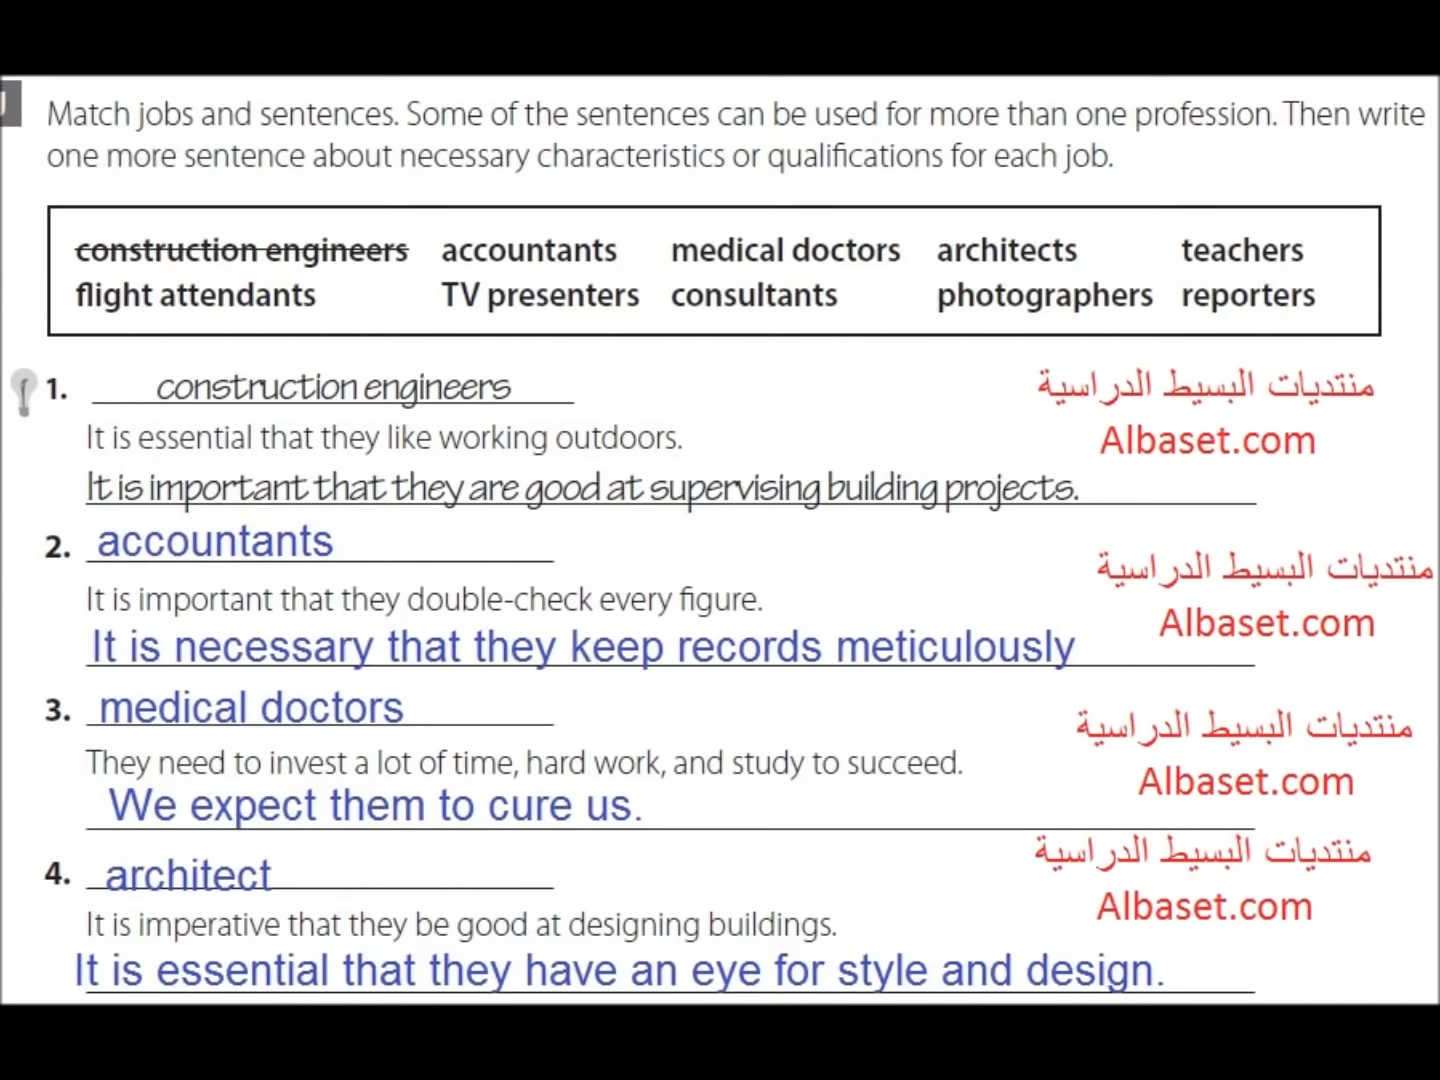 J
Match jobs and sentences. Some of the sentences can be used for more than one profession. Then write
one more sentence about necessary characteristics or qualifications for each job.
construction engineers accountants medical doctors architects teachers
flight attendants TV presenters consultants photographers reporters
1. construction engineers
منتديات البسيط الدراسية
It is essential that they like working outdoors.
Albaset.com
It is important that they are good at supervising building projects.
2. accountants
منتديات البسيط الدراسية
It is important that they double-check every figure.
Albaset.com
It is necessary that they keep records meticulously
3. medical doctors
منتديات البسيط الدراسية
They need to invest a lot of time, hard work, and study to succeed.
Albaset.com
We expect them to cure us.
4. architect
منتديات البسيط الدراسية
It is imperative that they be good at designing buildings.
Albaset.com
It is essential that they have an eye for style and design.